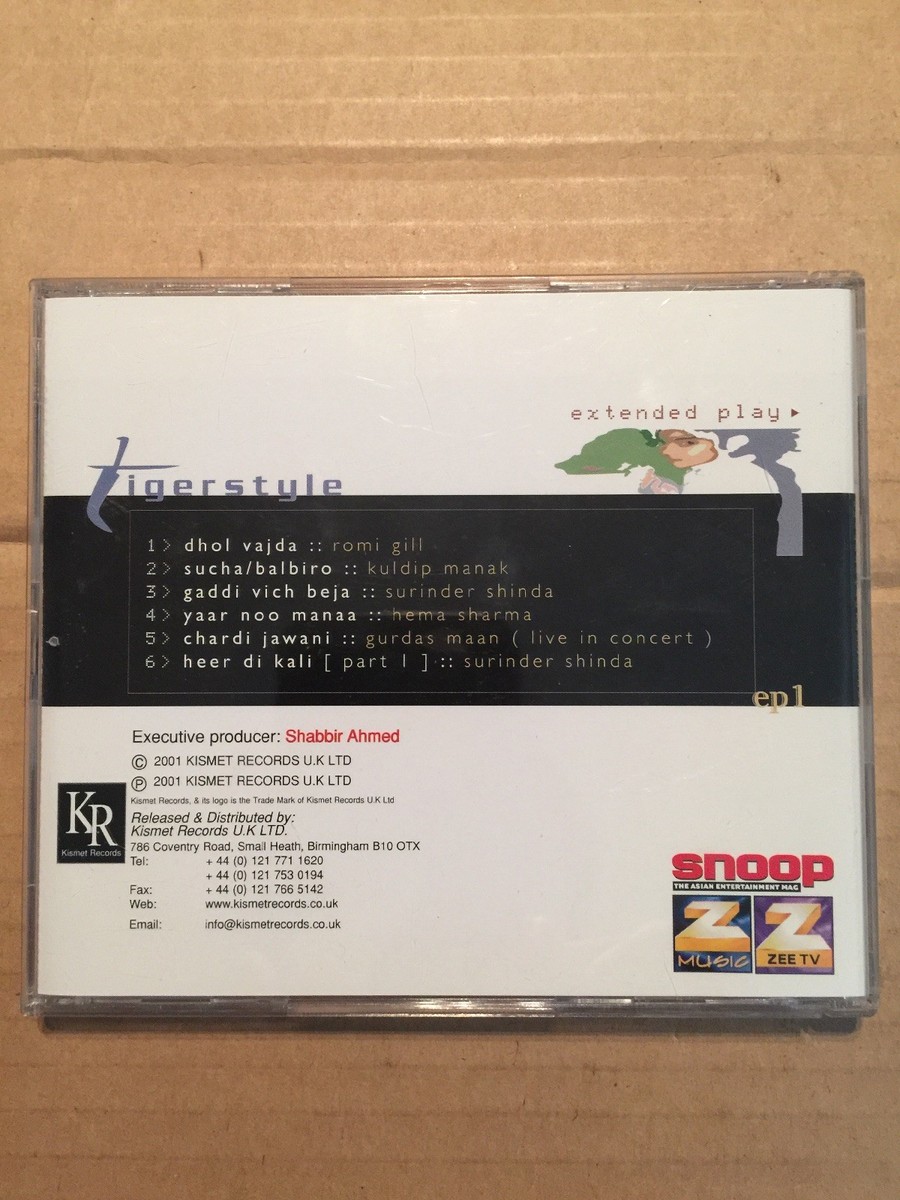 extended play
tigerstyle
1> dhol vajda :: romi gill
2> sucha/balbiro :: kuldip manak
3> gaddi vich beja :: surinder shinda
4> yaar noo manaa :: hema sharma
5> chardi jawani :: gurdas maan ( live in concert )
6> heer di kali [ part 1 ] :: surinder shinda
ep1
Executive producer: Shabbir Ahmed
© 2001 KISMET RECORDS U.K LTD
℗ 2001 KISMET RECORDS U.K LTD
Kismet Records, & its logo is the Trade Mark of Kismet Records U.K Ltd
KR
Kismet Records
Released & Distributed by:
Kismet Records U.K LTD.
786 Coventry Road, Small Heath, Birmingham B10 OTX
Tel: + 44 (0) 121 771 1620
+ 44 (0) 121 753 0194
Fax: + 44 (0) 121 766 5142
Web: www.kismetrecords.co.uk
Email: info@kismetrecords.co.uk
snoop
THE ASIAN ENTERTAINMENT MAG
Z MUSIC
Z ZEE TV